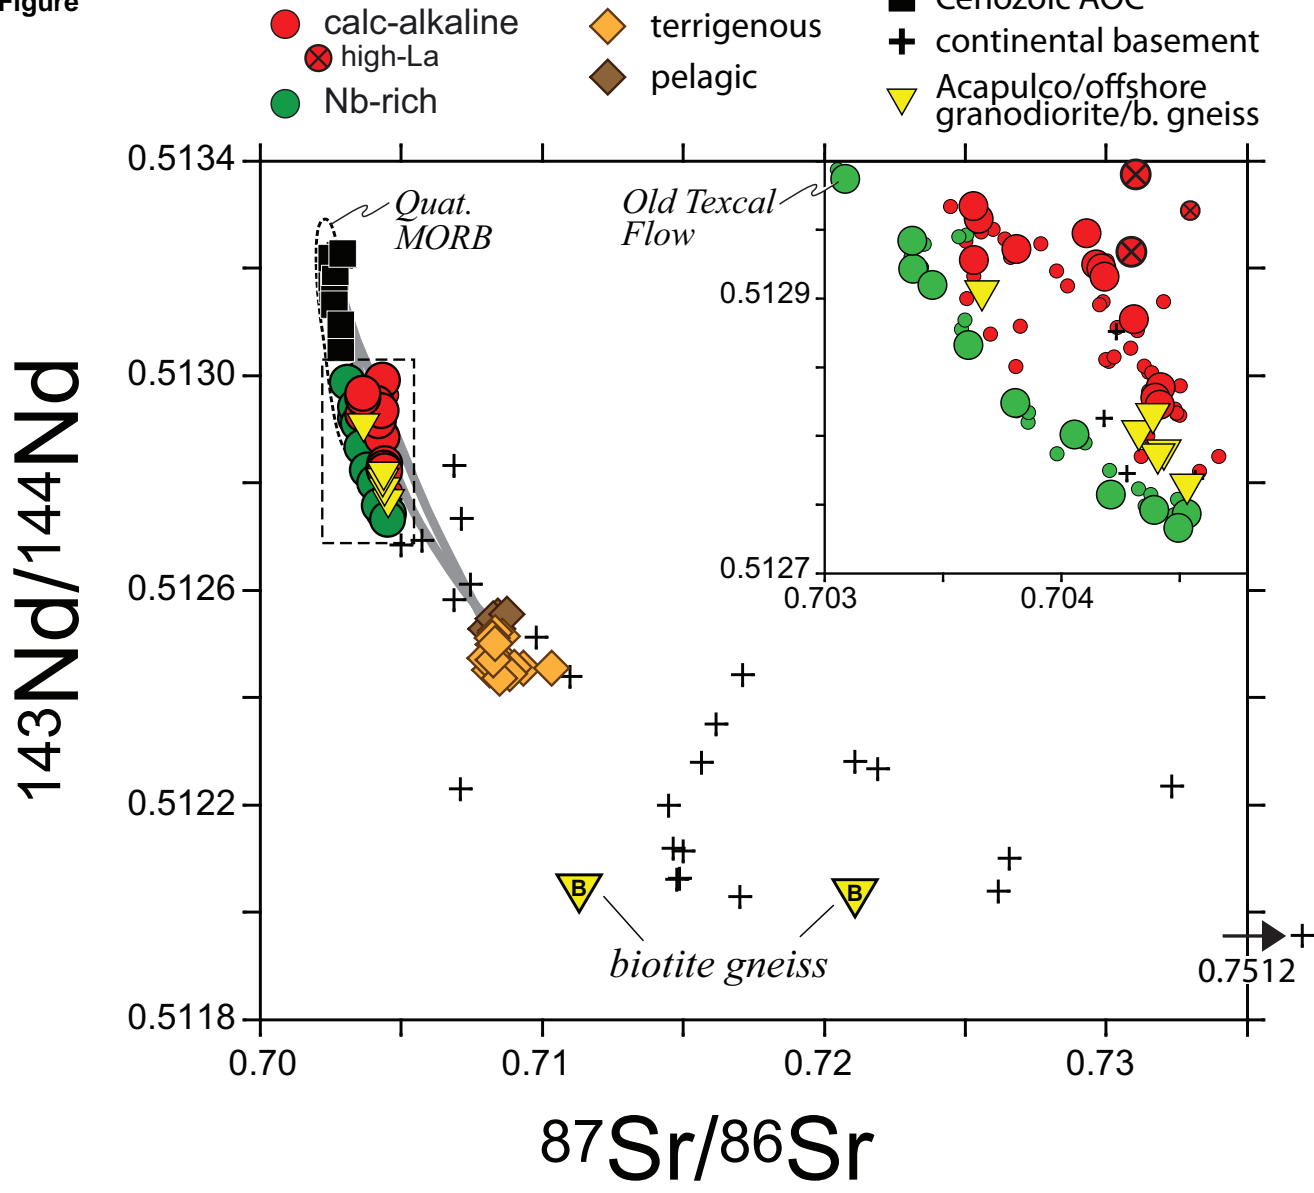 Figure
calc-alkaline
high-La
Nb-rich
terrigenous
pelagic
Cenozoic AOC
continental basement
Acapulco/offshore
granodiorite/b. gneiss
0.5134
0.5130
0.5126
0.5122
0.5118
143Nd/144Nd
Quat.
MORB
Old Texcal
Flow
0.5129
0.5127
0.703
0.704
B
B
biotite gneiss
0.7512
0.70
0.71
0.72
0.73
87Sr/86Sr